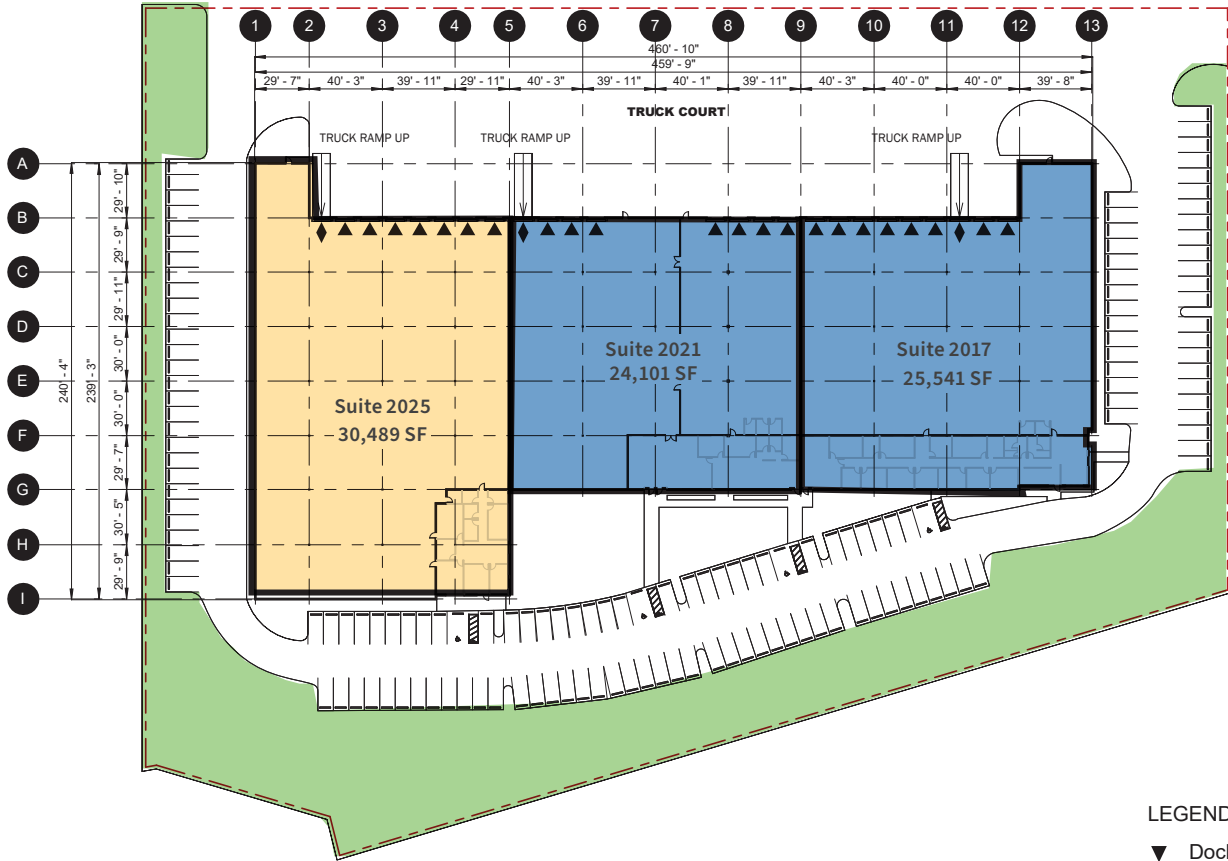 1 2 3 4 5 6 7 8 9 10 11 12 13
460' - 10"
459' - 9"
29' - 7" 40' - 3" 39' - 11" 29' - 11" 40' - 3" 39' - 11" 40' - 1" 39' - 11" 40' - 3" 40' - 0" 40' - 0" 39' - 8"
TRUCK COURT
TRUCK RAMP UP TRUCK RAMP UP TRUCK RAMP UP
A
B
C
D
E
F
G
H
I
240' - 4"
239' - 3"
29' - 10"
29' - 9"
29' - 11"
30' - 0"
30' - 0"
29' - 7"
30' - 5"
29' - 9"
Suite 2025
30,489 SF
Suite 2021
24,101 SF
Suite 2017
25,541 SF
LEGEND
Dock